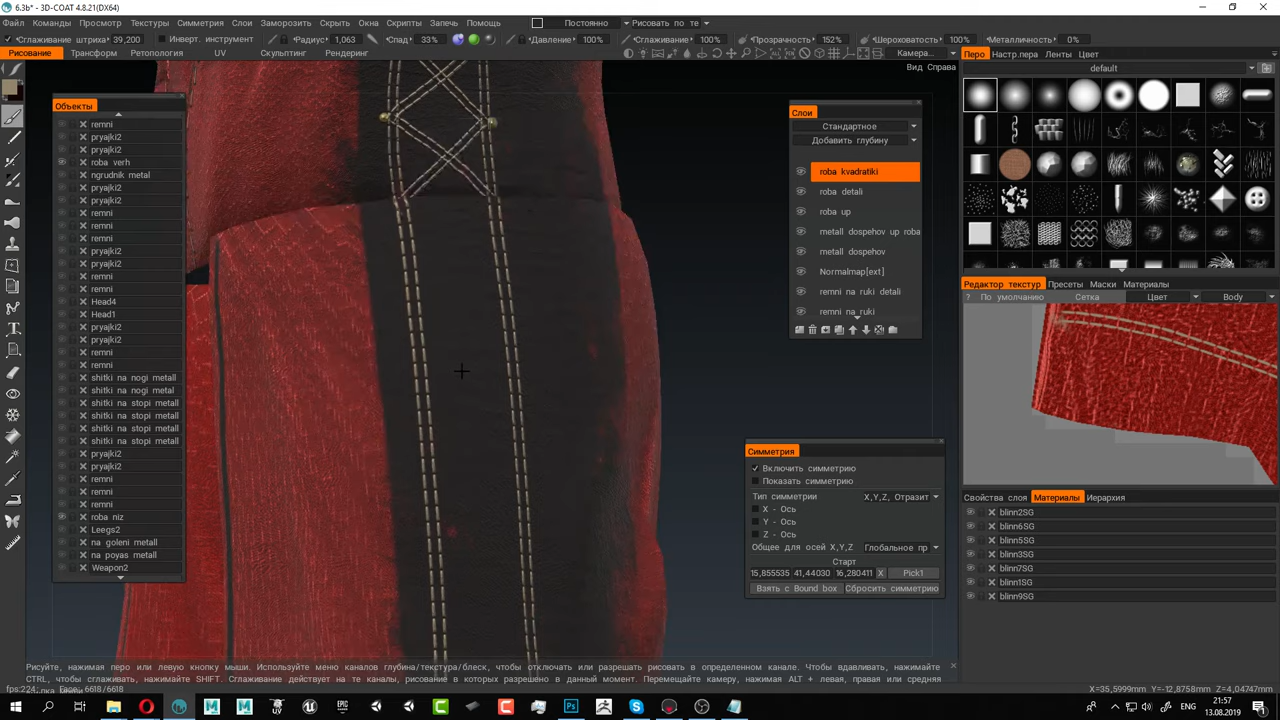 6.3b* - 3D-COAT 4.8.21(DX64)
Файл Команды Просмотр Текстуры Симметрия Слои Заморозить Скрыть Окна Скрипты Запечь Помощь Постоянно Рисовать по те
Сглаживание штриха 39,200 Инверт. инструмент Радиус 1,063 Спад 33% Давление 100% Сглаживание 100% Прозрачность 152% Шероховатость 100% Металличность 0%
Рисование Трансформ Ретопология UV Скульптинг Рендеринг Камера...
Вид Справа
Объекты
remni
pryajki2
pryajki2
roba verh
ngrudnik metal
pryajki2
pryajki2
remni
remni
remni
pryajki2
pryajki2
remni
remni
Head4
Head1
pryajki2
pryajki2
remni
remni
shitki na nogi metall
shitki na nogi metal
shitki na stopi metall
shitki na stopi metall
shitki na stopi metall
shitki na stopi metall
pryajki2
pryajki2
remni
remni
remni
roba niz
Leegs2
na goleni metall
na poyas metall
Weapon2
Слои
Стандартное
Добавить глубину
roba kvadratiki
roba detali
roba up
metall dospehov up roba
metall dospehov
Normalmap[ext]
remni na ruki detali
remni na ruki
Симметрия
Включить симметрию
Показать симметрию
Тип симметрии X,Y,Z, Отразит
X - Ось
Y - Ось
Z - Ось
Общее для осей X,Y,Z Глобальное пр
Старт
15,855535 41,44030 16,280411 X Pick1
Взять с Bound box Сбросить симметрию
Перо Настр.пера Ленты Цвет
default
Редактор текстур Пресеты Маски Материалы
? По умолчанию Сетка Цвет Body
Свойства слоя Материалы Иерархия
blinn2SG
blinn6SG
blinn5SG
blinn3SG
blinn7SG
blinn1SG
blinn9SG
Рисуйте, нажимая перо или левую кнопку мыши. Используйте меню каналов глубина/текстура/блеск, чтобы отключить или разрешать рисовать в определенном канале. Чтобы вдавливать, нажимайте
CTRL, чтобы сглаживать, нажимайте SHIFT. Сглаживание действует на те каналы, рисование в которых разрешено в данный момент. Перемещайте камеру, нажимая ALT + левая, правая или средняя
fps:224; Face: 6618/6618
X=35,5999mm Y=-12,8758mm Z=4,04747mm
EPIC UV Ps ENG 21:57
13.08.2019